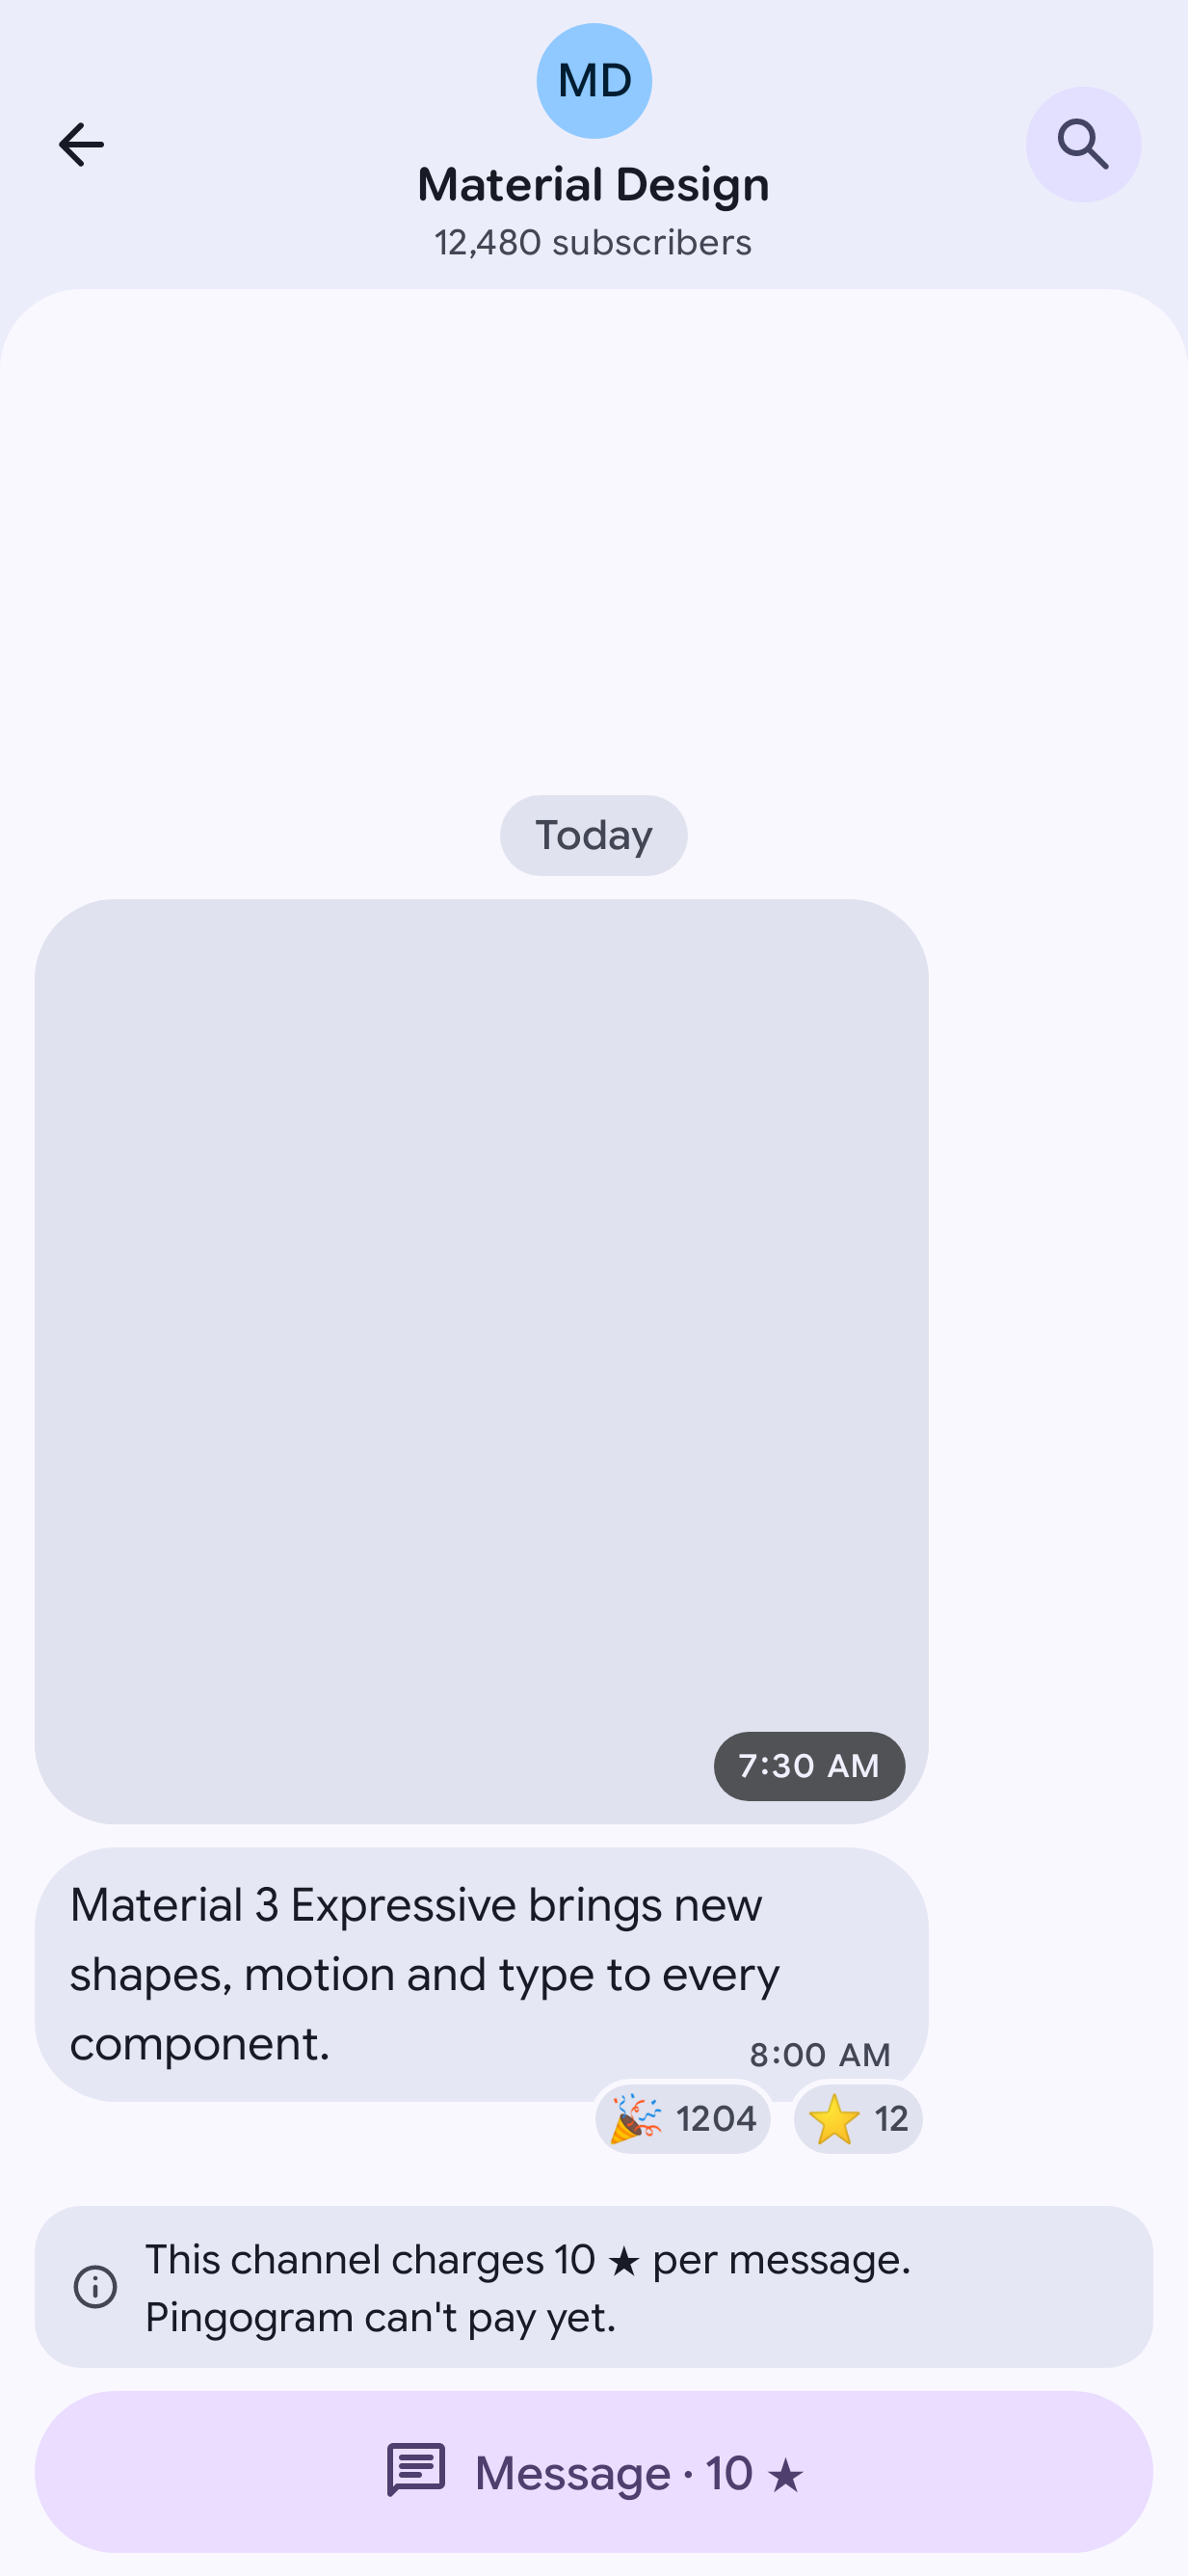 MD
Material Design
12,480 subscribers
Today
7:30 AM
Material 3 Expressive brings new
shapes, motion and type to every
component.
8:00 AM
🎉 1204 ⭐ 12
This channel charges 10 ★ per message.
Pingogram can't pay yet.
Message · 10 ★